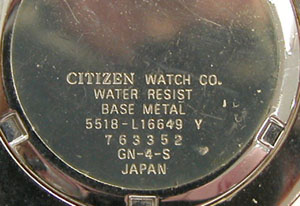 CITIZEN WATCH CO.
WATER RESIST
BASE METAL
5518-L16649 Y
763352
GN-4-S
JAPAN